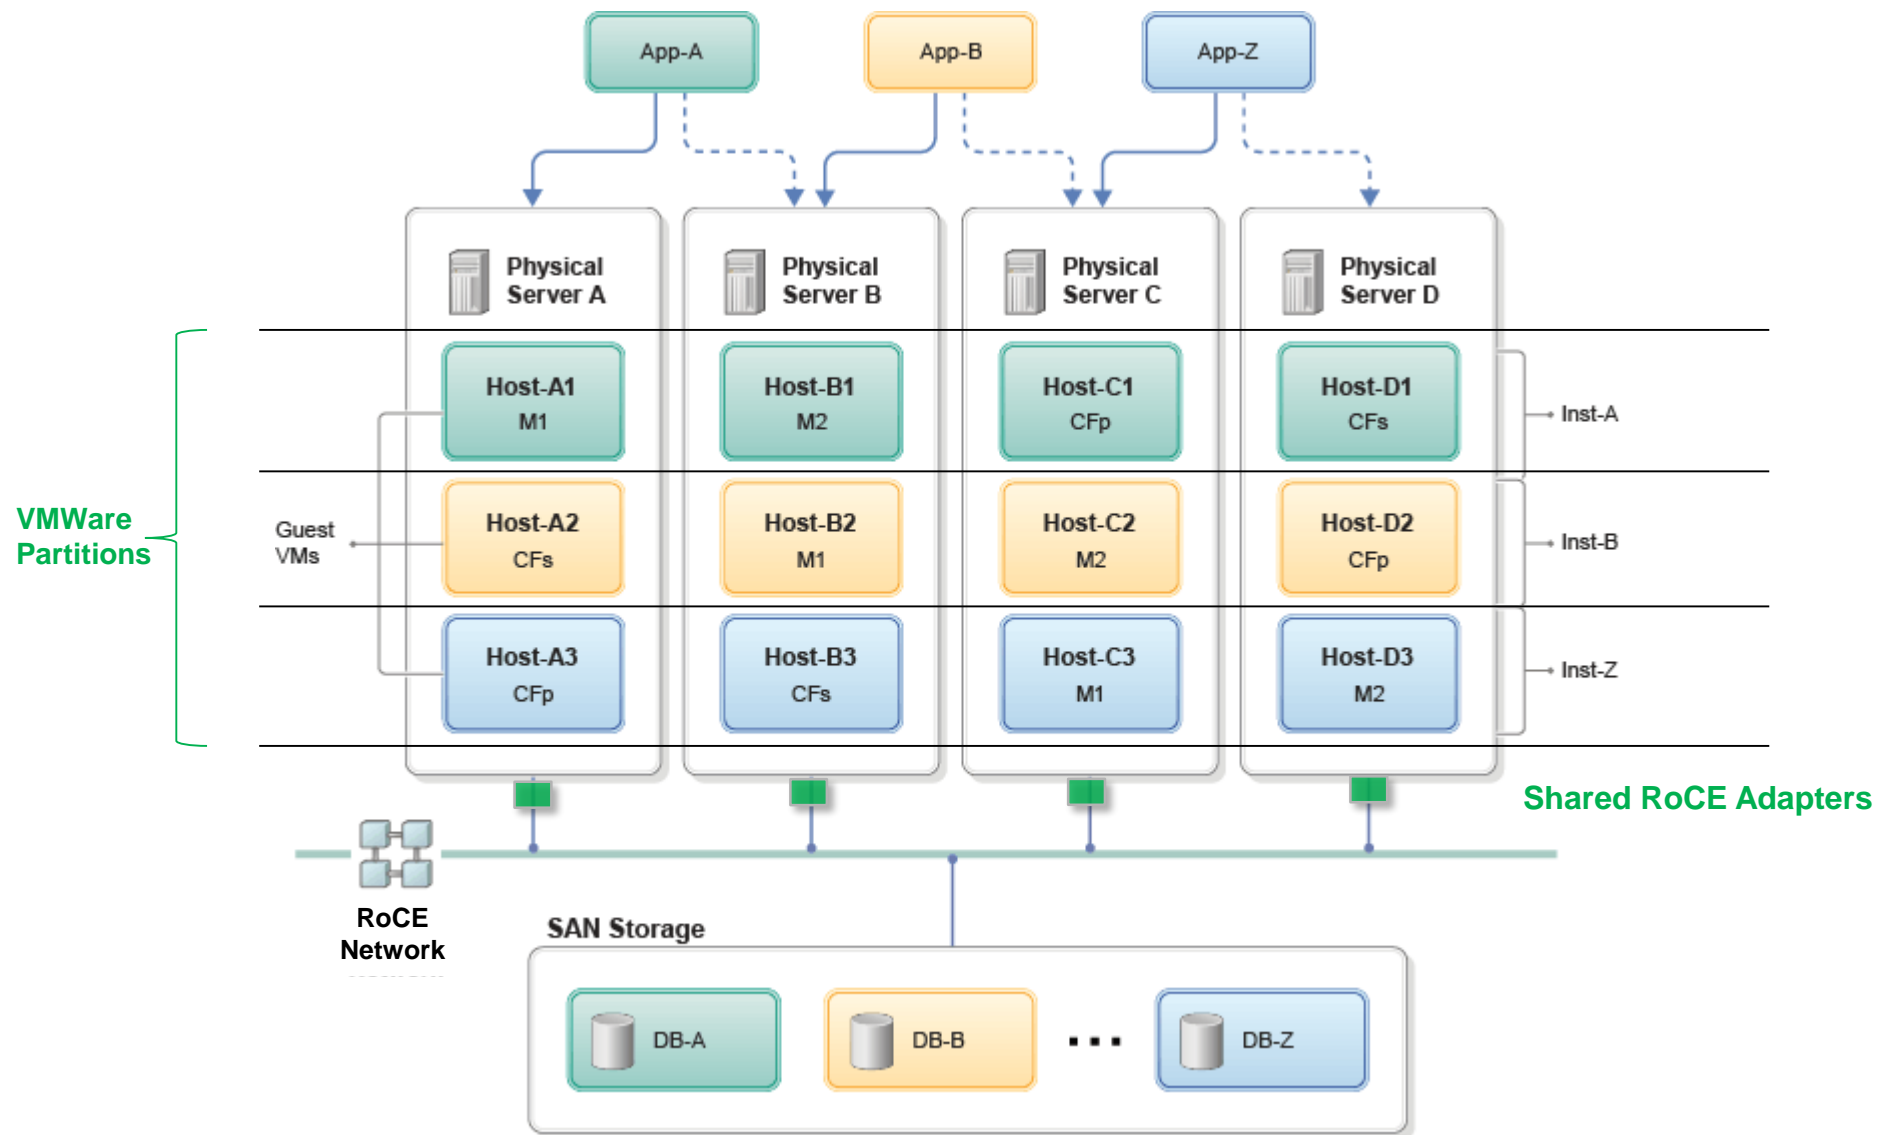 App-A
App-B
App-Z
Physical
Server A
Physical
Server B
Physical
Server C
Physical
Server D
Host-A1
M1
Host-B1
M2
Host-C1
CFp
Host-D1
CFs
Inst-A
VMWare
Partitions
Guest
VMs
Host-A2
CFs
Host-B2
M1
Host-C2
M2
Host-D2
CFp
Inst-B
Host-A3
CFp
Host-B3
CFs
Host-C3
M1
Host-D3
M2
Inst-Z
Shared RoCE Adapters
RoCE
Network
SAN Storage
DB-A
DB-B
...
DB-Z